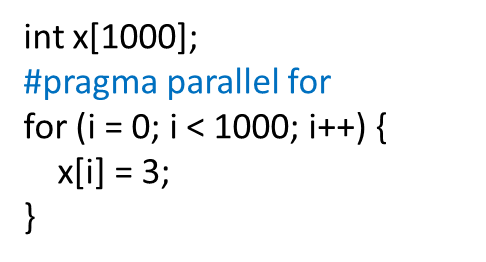 int x[1000];
#pragma parallel for
for (i = 0; i < 1000; i++) {
x[i] = 3;
}